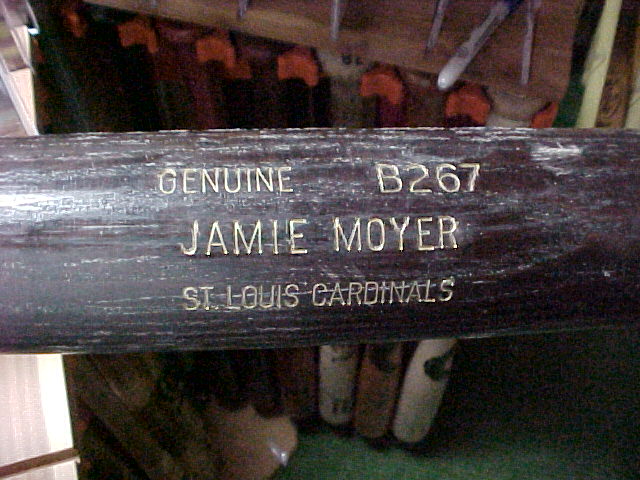 GENUINE B267
JAMIE MOYER
ST. LOUIS CARDINALS